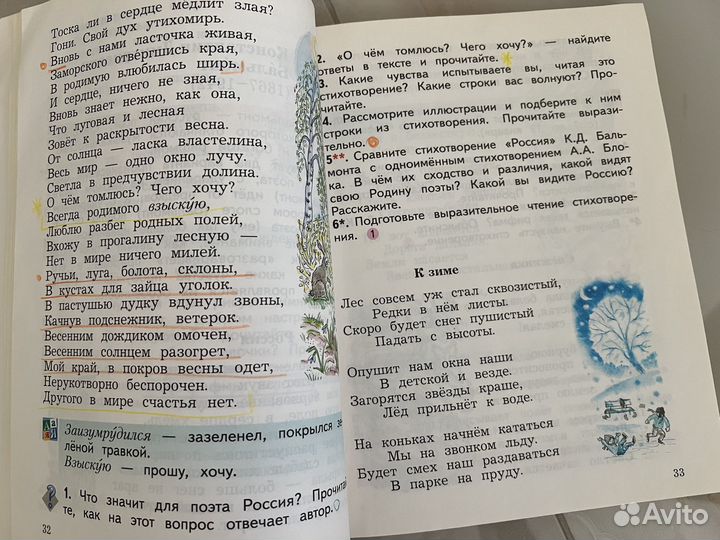 Тоска ли в сердце медлит злая?
Гони. Свой дух утихомирь.
Вновь с нами ласточка живая,
Заморского отвергшись края,
В родимую влюбилась ширь.
И сердце, ничего не зная,
Вновь знает нежно, как она,
Что луговая и лесная
Зовёт к раскрытости весна.
От солнца — ласка властелина,
Весь мир — одно окно лучу.
Светла в предчувствии долина.
О чём томлюсь? Чего хочу?
Всегда родимого взыскую,
Люблю разбег родных полей,
Вхожу в прогалину лесную —
Нет в мире ничего милей.
Ручьи, луга, болота, склоны,
В кустах для зайца уголок.
В пастушью дудку вдунул звоны,
Качнув подснежник, ветерок.
Весенним дождиком омочен,
Весенним солнцем разогрет,
Мой край, в покров весны одет,
Нерукотворно беспорочен.
Другого в мире счастья нет.
Заизумрудился — зазеленел, покрылся зе-
лёной травкой.
Взыскую — прошу, хочу.
1. Что значит для поэта Россия? Прочитай-
те, как на этот вопрос отвечает автор.
32
2. «О чём томлюсь? Чего хочу?» — найдите
ответы в тексте и прочитайте.
3. Какие чувства испытываете вы, читая это
стихотворение? Какие строки вас волнуют? Про-
читайте.
4. Рассмотрите иллюстрации и подберите к ним
строки из стихотворения. Прочитайте вырази-
тельно.
5**. Сравните стихотворение «Россия» К.Д. Баль-
монта с одноимённым стихотворением А.А. Бло-
ка. В чём их сходство и различия, какой видят
свою Родину поэты? Какой вы видите Россию?
Расскажите.
6*. Подготовьте выразительное чтение стихотворе-
ния. 1
К зиме
Лес совсем уж стал сквозистый,
Редки в нём листы.
Скоро будет снег пушистый
Падать с высоты.
Опушит нам окна наши
В детской и везде.
Загорятся звёзды краше,
Лёд прильнёт к воде.
На коньках начнём кататься
Мы на звонком льду.
Будет смех наш раздаваться
В парке на пруду.
33
Avito